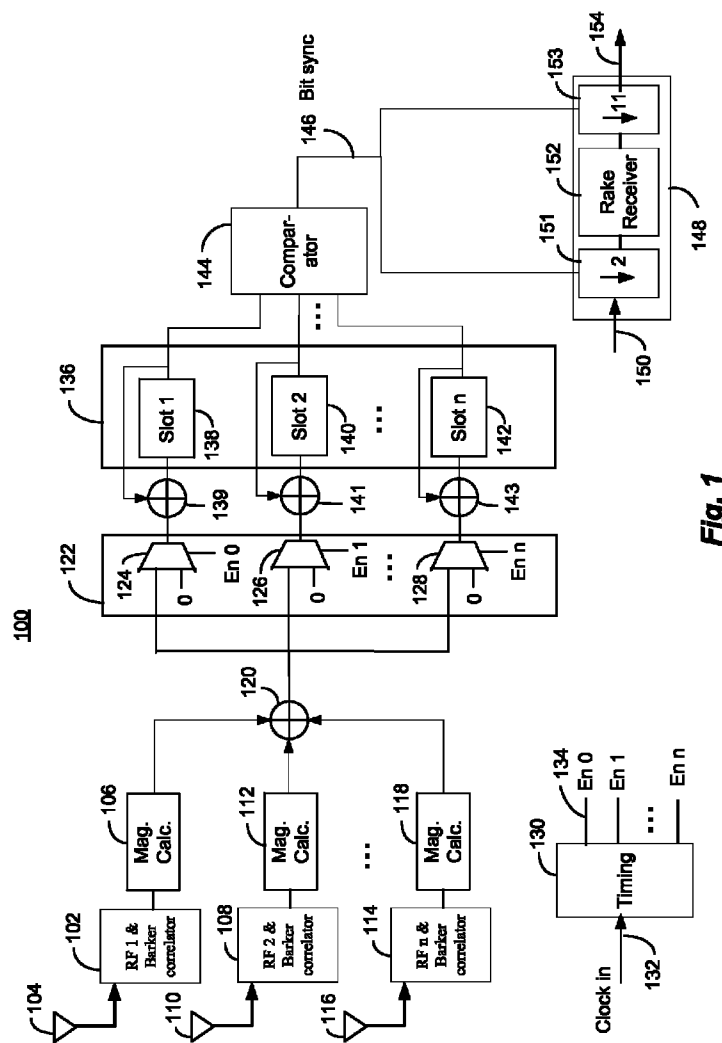 100
104
102
RF 1 &
Barker
correlator
106
Mag.
Calc.
110
108
RF 2 &
Barker
correlator
112
Mag.
Calc.
...
116
114
RF n &
Barker
correlator
118
Mag.
Calc.
120
122
124
0
En 0
126
0
En 1
...
128
0
En n
139
141
143
136
Slot 1
138
Slot 2
140
...
Slot n
142
144
Compar-
ator
...
146
Bit sync
Clock in
132
130
Timing
134
En 0
En 1
...
En n
150
151
2
152
Rake
Receiver
153
11
154
148
Fig. 1